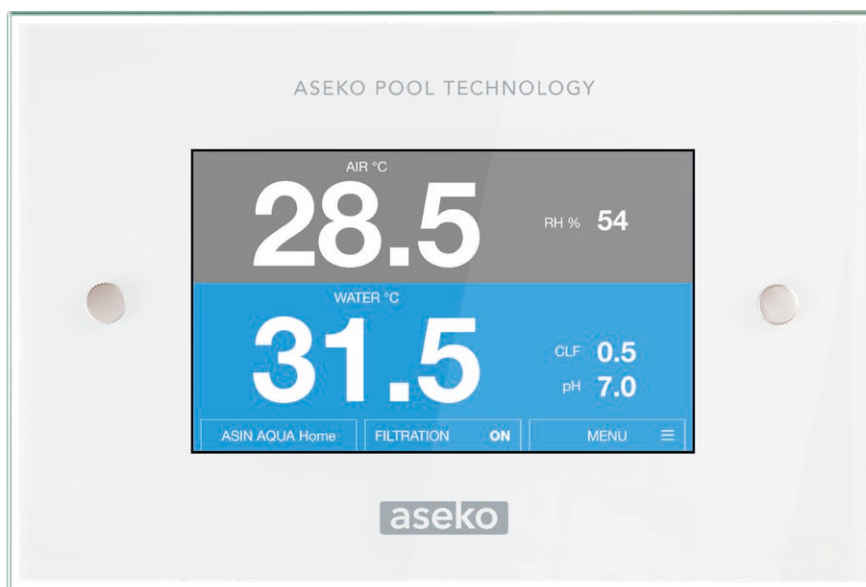 ASEKO POOL TECHNOLOGY
AIR °C
28.5
RH % 54
WATER °C
31.5
CLF 0.5
pH 7.0
ASIN AQUA Home FILTRATION ON MENU
aseko